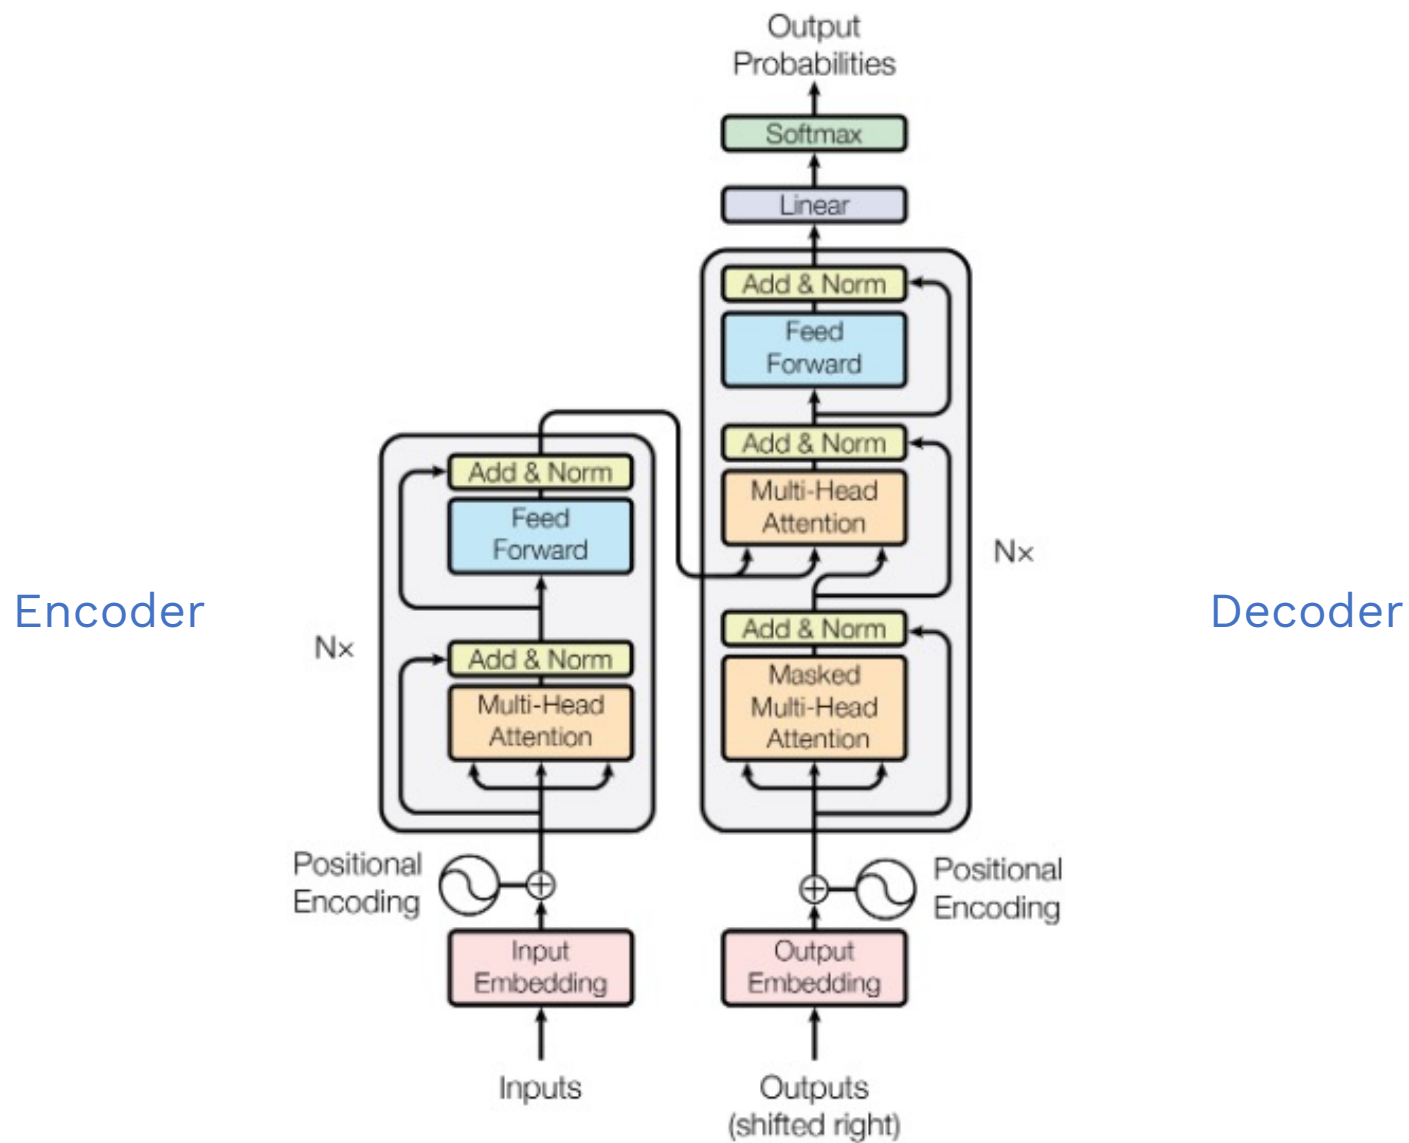 Output
Probabilities
Softmax
Linear
Add & Norm
Feed
Forward
Add & Norm
Multi-Head
Attention
Add & Norm
Masked
Multi-Head
Attention
Nx
Decoder
Positional
Encoding
Output
Embedding
Outputs
(shifted right)
Encoder
Nx
Add & Norm
Feed
Forward
Add & Norm
Multi-Head
Attention
Positional
Encoding
Input
Embedding
Inputs